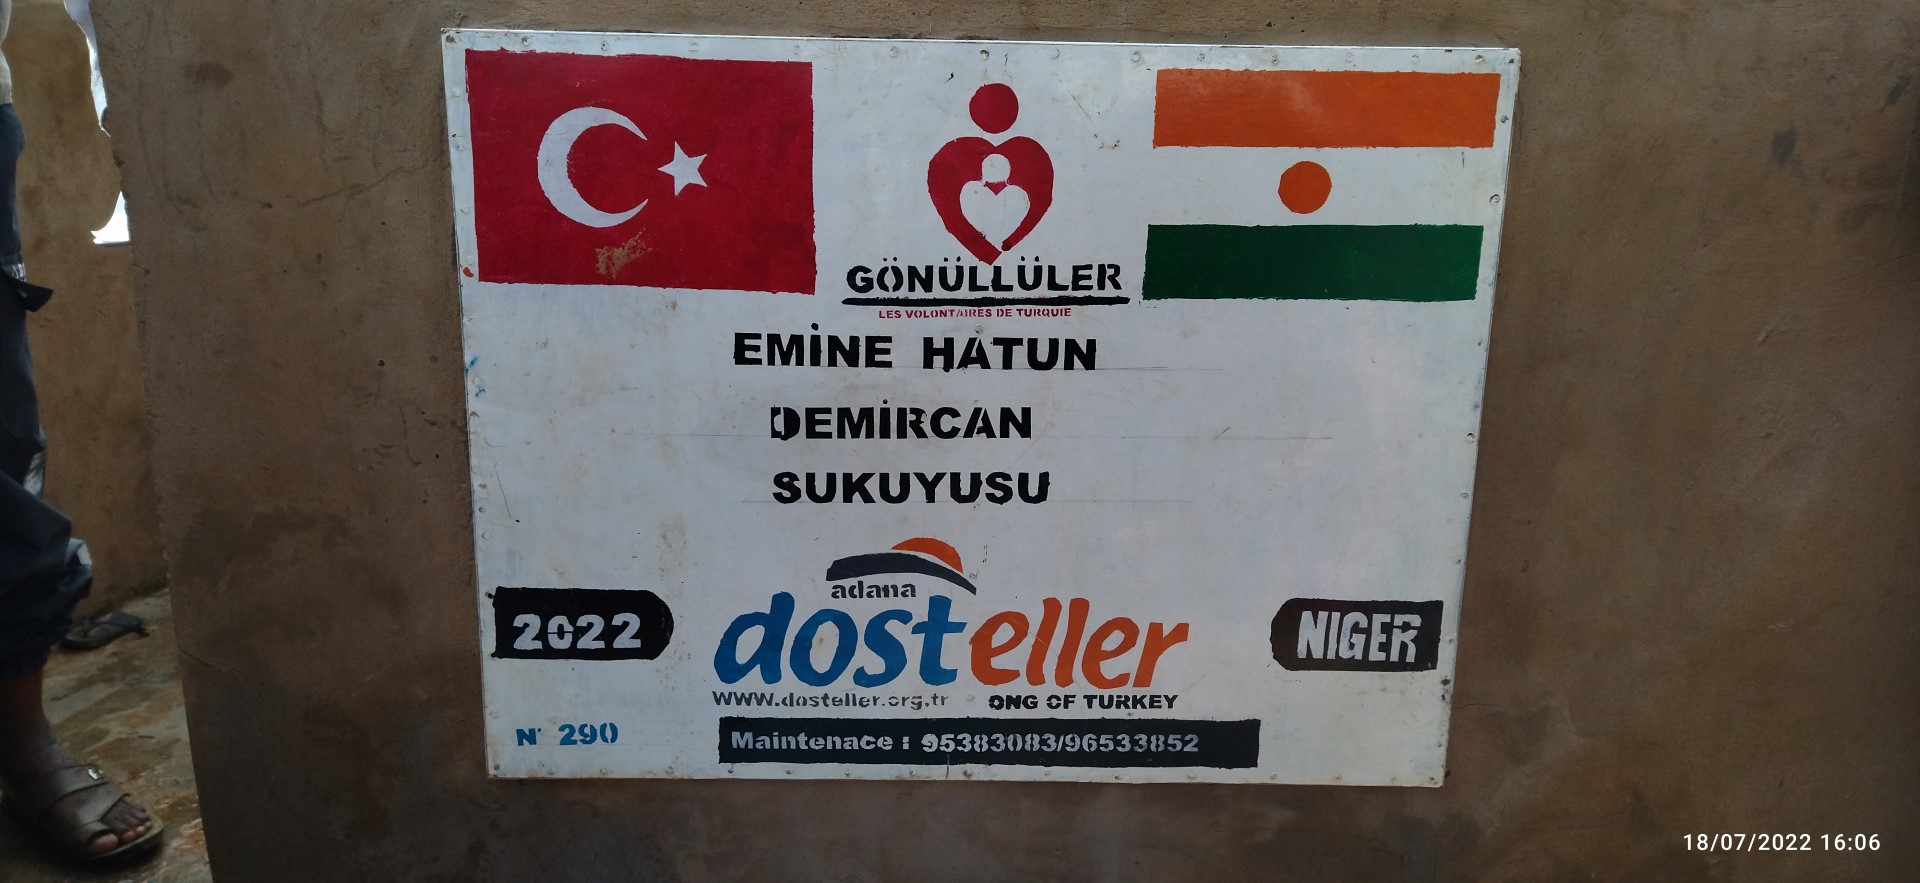 GÖNÜLLÜLER
LES VOLONTAIRES DE TURQUIE
EMİNE HATUN
DEMİRCAN
SUKUYUSU
adana
dosteller
2022
NIGER
WWW.dosteller.org.tr ONG OF TURKEY
N° 290
Maintenace : 95383083/96533852
18/07/2022 16:06